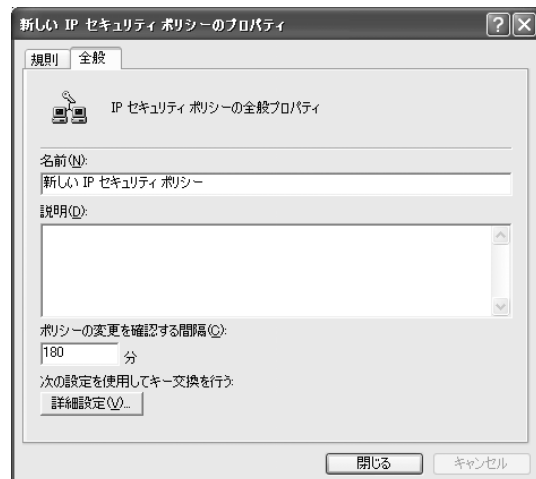 新しい IP セキュリティ ポリシーのプロパティ
規則 全般
IP セキュリティ ポリシーの全般プロパティ
名前(N):
新しい IP セキュリティ ポリシー
説明(D):
ポリシーの変更を確認する間隔(C):
180 分
次の設定を使用してキー交換を行う:
詳細設定(V)...
閉じる キャンセル